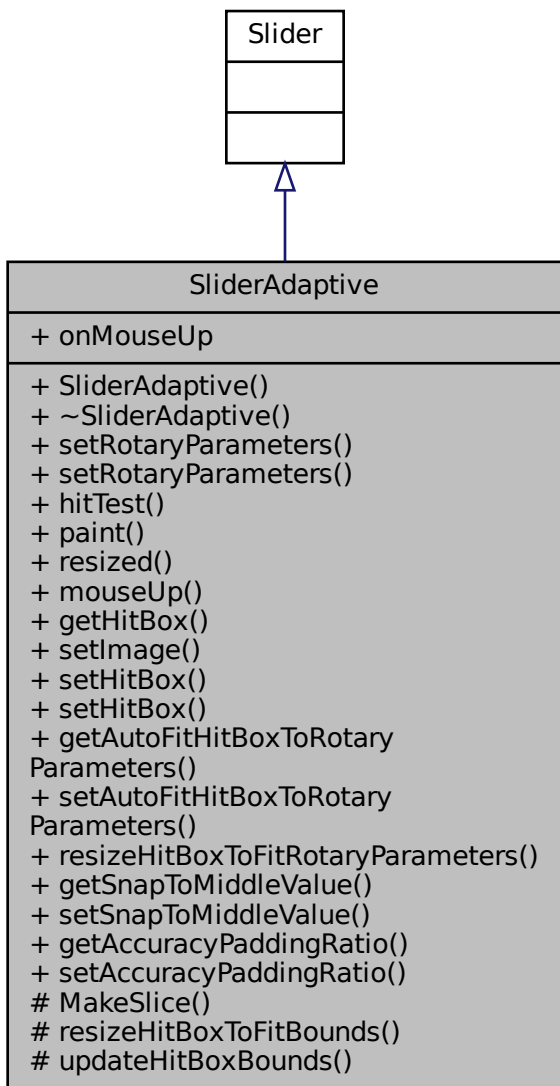 Slider
SliderAdaptive
+ onMouseUp
+ SliderAdaptive()
+ ~SliderAdaptive()
+ setRotaryParameters()
+ setRotaryParameters()
+ hitTest()
+ paint()
+ resized()
+ mouseUp()
+ getHitBox()
+ setImage()
+ setHitBox()
+ setHitBox()
+ getAutoFitHitBoxToRotary
Parameters()
+ setAutoFitHitBoxToRotary
Parameters()
+ resizeHitBoxToFitRotaryParameters()
+ getSnapToMiddleValue()
+ setSnapToMiddleValue()
+ getAccuracyPaddingRatio()
+ setAccuracyPaddingRatio()
# MakeSlice()
# resizeHitBoxToFitBounds()
# updateHitBoxBounds()